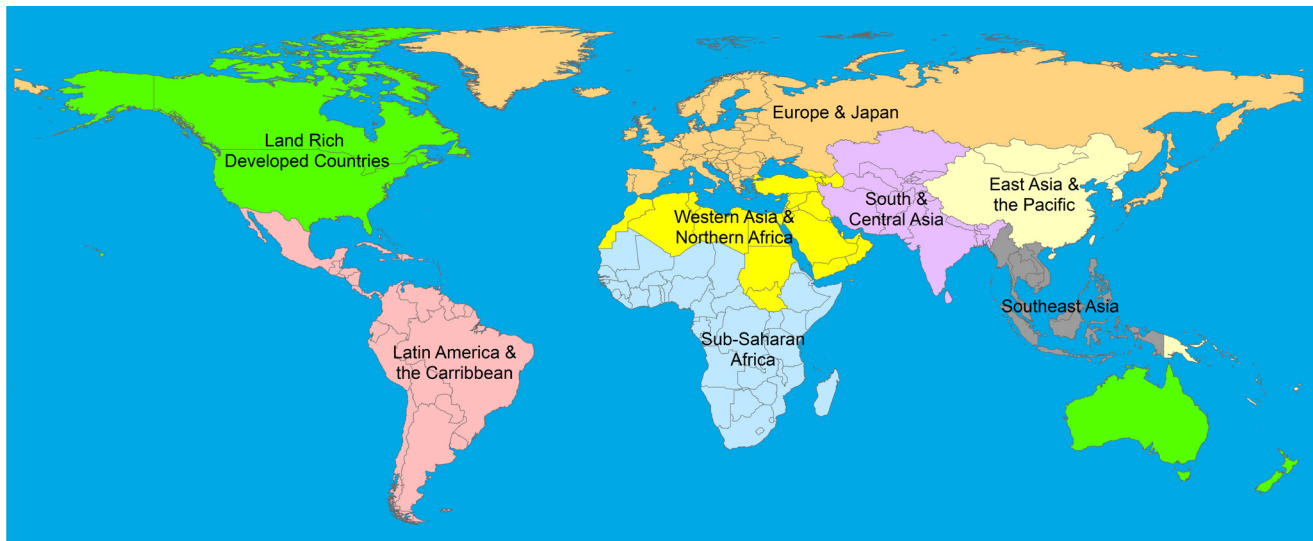 Land Rich
Developed Countries
Europe & Japan
East Asia &
the Pacific
South &
Central Asia
Western Asia &
Northern Africa
Southeast Asia
Sub-Saharan
Africa
Latin America &
the Carribbean